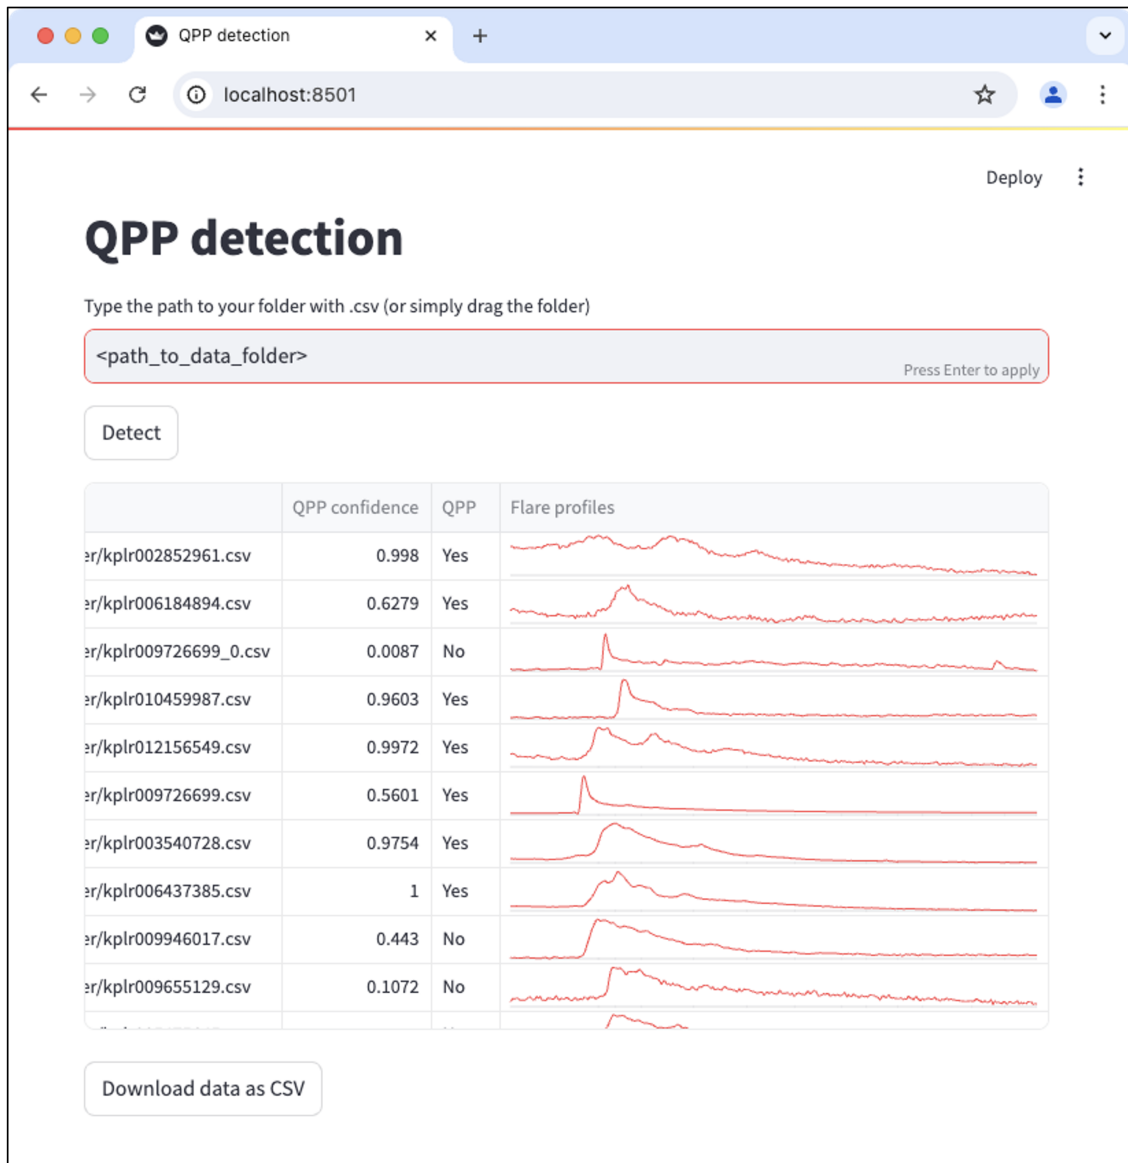 QPP detection
localhost:8501
Deploy
QPP detection
Type the path to your folder with .csv (or simply drag the folder)
<path_to_data_folder>
Press Enter to apply
Detect
QPP confidence QPP Flare profiles
er/kplr002852961.csv 0.998 Yes
er/kplr006184894.csv 0.6279 Yes
er/kplr009726699_0.csv 0.0087 No
er/kplr010459987.csv 0.9603 Yes
er/kplr012156549.csv 0.9972 Yes
er/kplr009726699.csv 0.5601 Yes
er/kplr003540728.csv 0.9754 Yes
er/kplr006437385.csv 1 Yes
er/kplr009946017.csv 0.443 No
er/kplr009655129.csv 0.1072 No
Download data as CSV